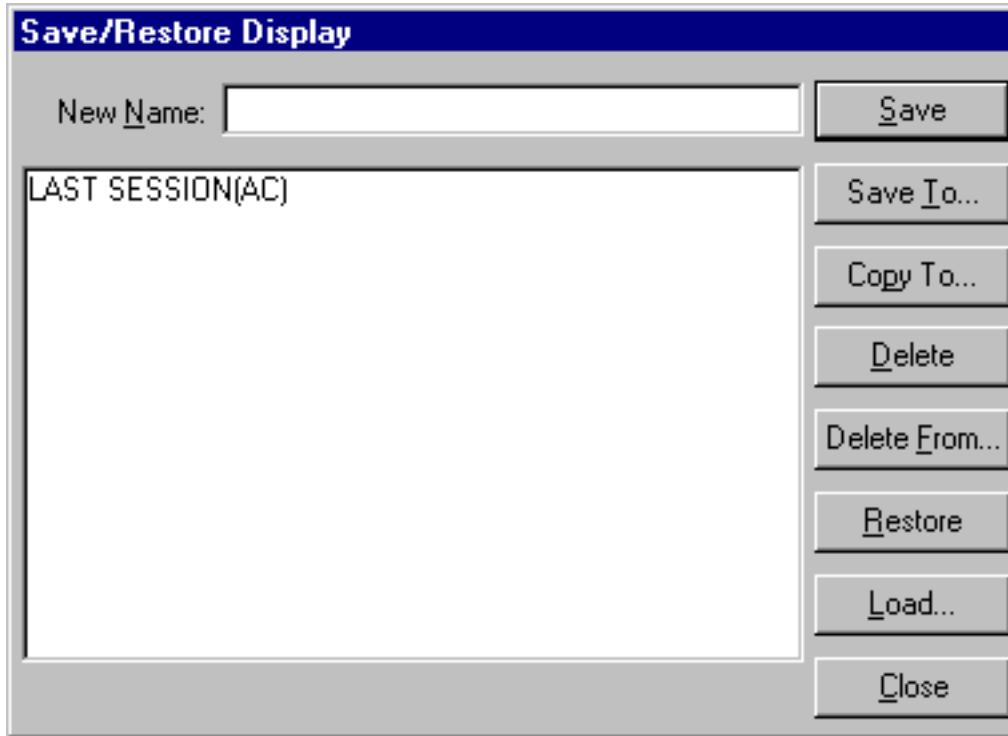 Save/Restore Display
New Name:
Save
LAST SESSION(AC)
Save To...
Copy To...
Delete
Delete From...
Restore
Load...
Close